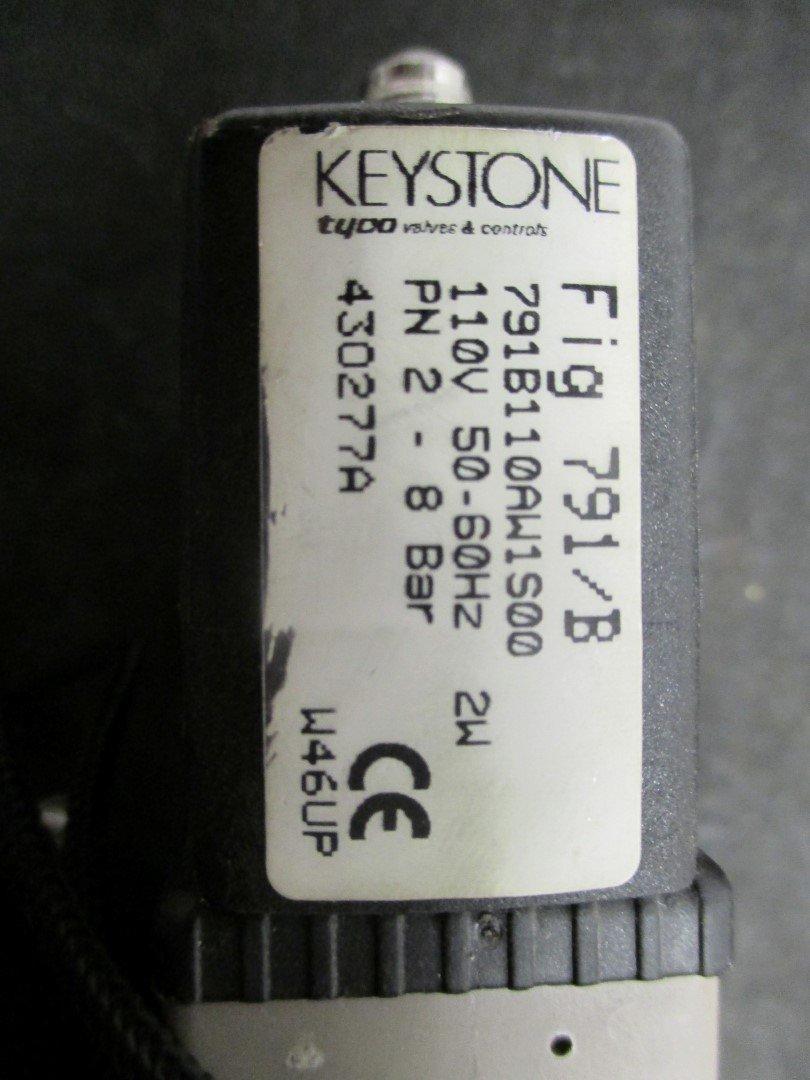 KEYSTONE
tyco valves & controls
Fig 791/B
791B110AW1S00
110V 50-60Hz 2W
PN 2 - 8 Bar
430277A
CE
W46UP